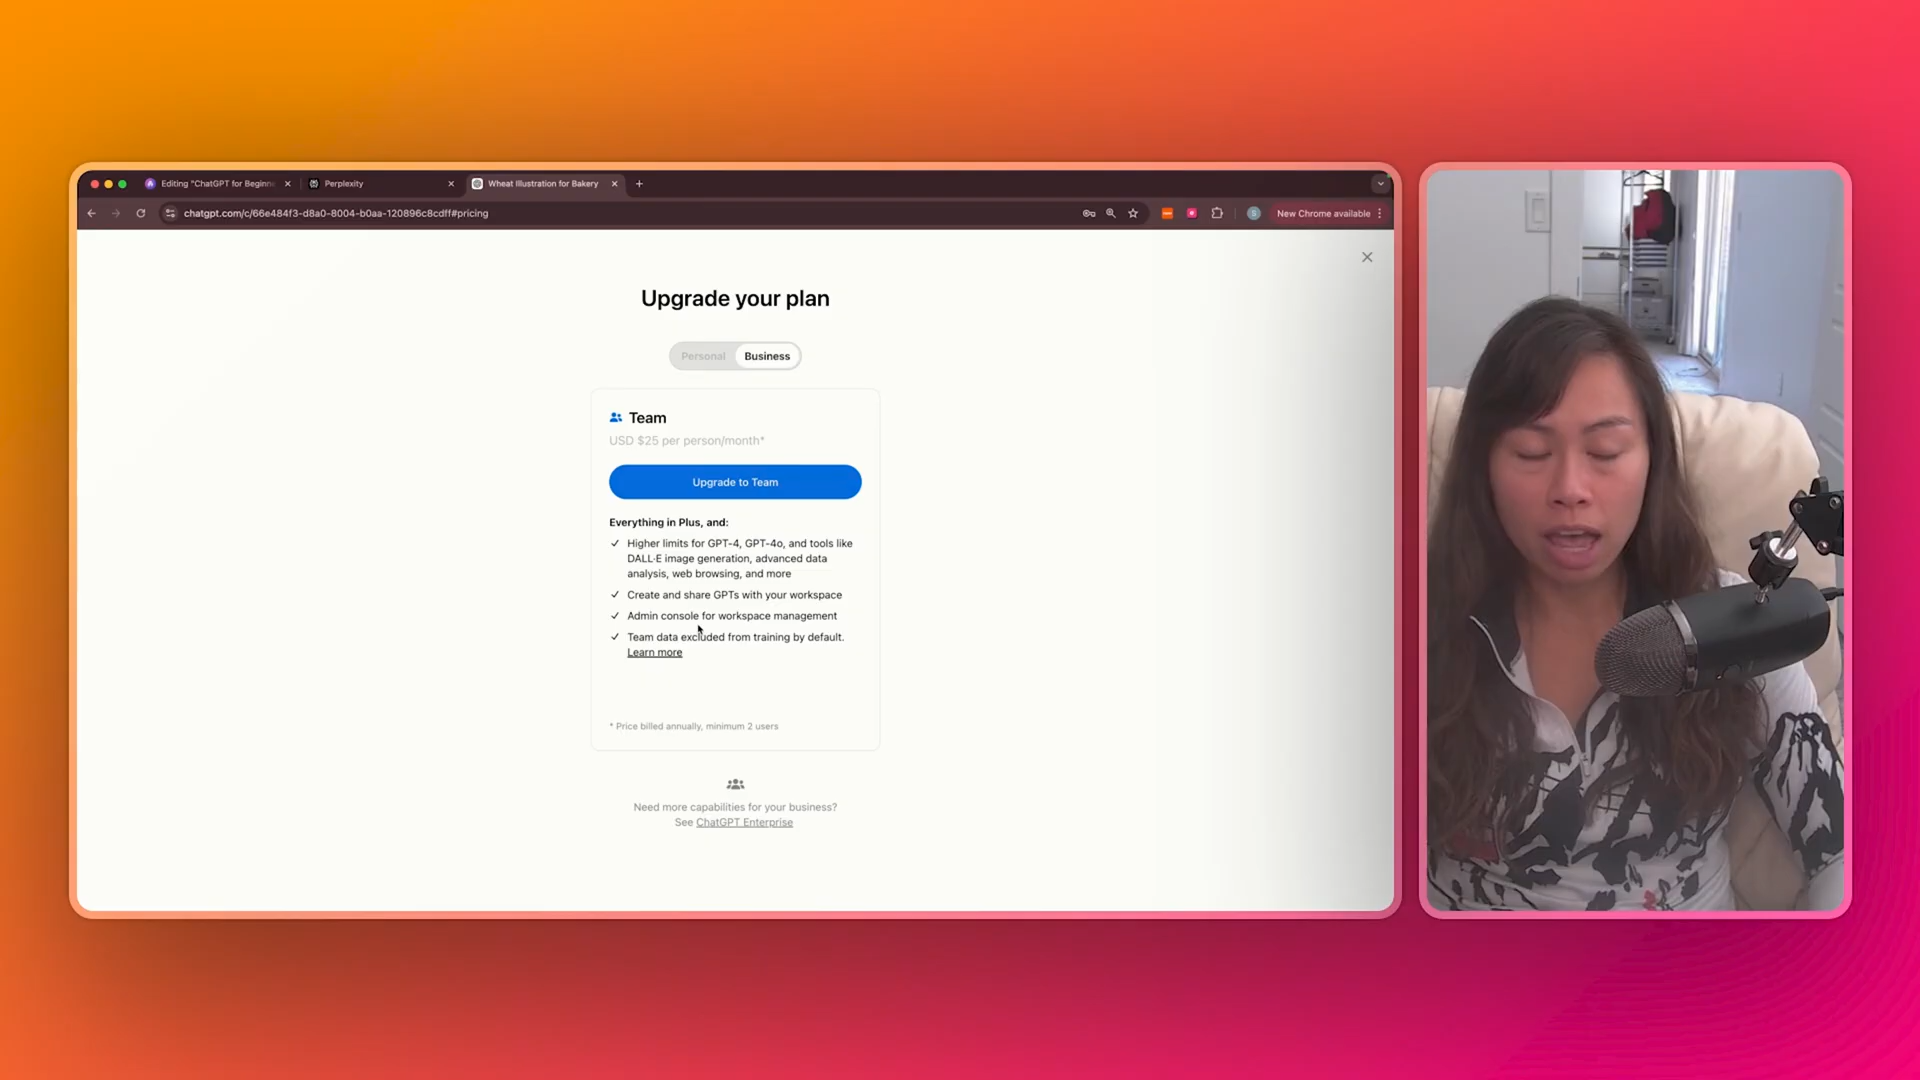 Editing "ChatGPT for Beginne
Perplexity
Wheat Illustration for Bakery
chatgpt.com/c/66e484f3-d8a0-8004-b0aa-120896c8cdff#pricing
S
New Chrome available
Upgrade your plan
Personal
Business
Team
USD $25 per person/month*
Upgrade to Team
Everything in Plus, and:
Higher limits for GPT-4, GPT-4o, and tools like
DALL·E image generation, advanced data
analysis, web browsing, and more
Create and share GPTs with your workspace
Admin console for workspace management
Team data excluded from training by default.
Learn more
* Price billed annually, minimum 2 users
Need more capabilities for your business?
See ChatGPT Enterprise